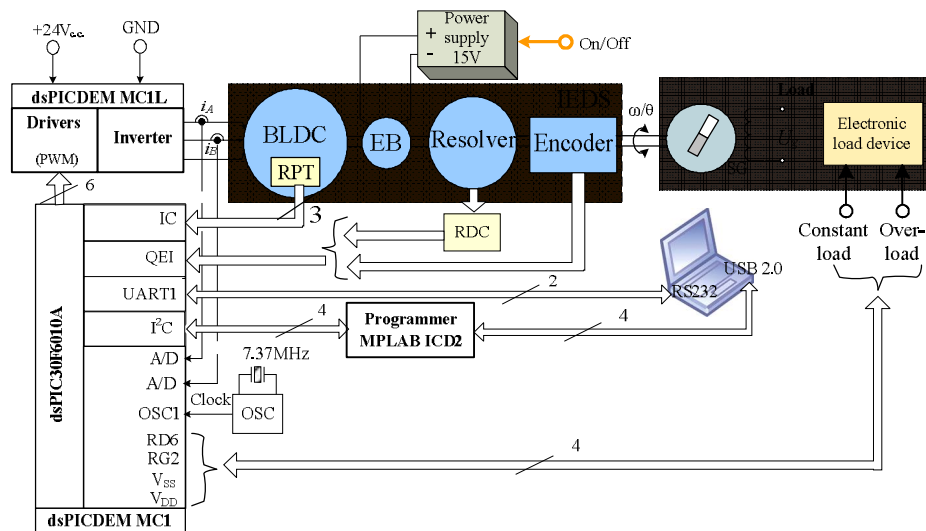 +24V c.c.
GND
Power
supply
15V
+
-
On/Off
dsPICDEM MC1L
Drivers
(PWM)
Inverter
iA
iB
BLDC
RPT
EB
Resolver
IEDS
Encoder
ω/θ
Load
Electronic
load device
6
3
RDC
Constant
load
Over-
load
IC
QEI
UART1
I²C
A/D
A/D
OSC1
RD6
RG2
VSS
VDD
dsPIC30F6010A
dsPICDEM MC1
2
RS232
USB 2.0
4
Programmer
MPLAB ICD2
4
7.37MHz
Clock
OSC
4